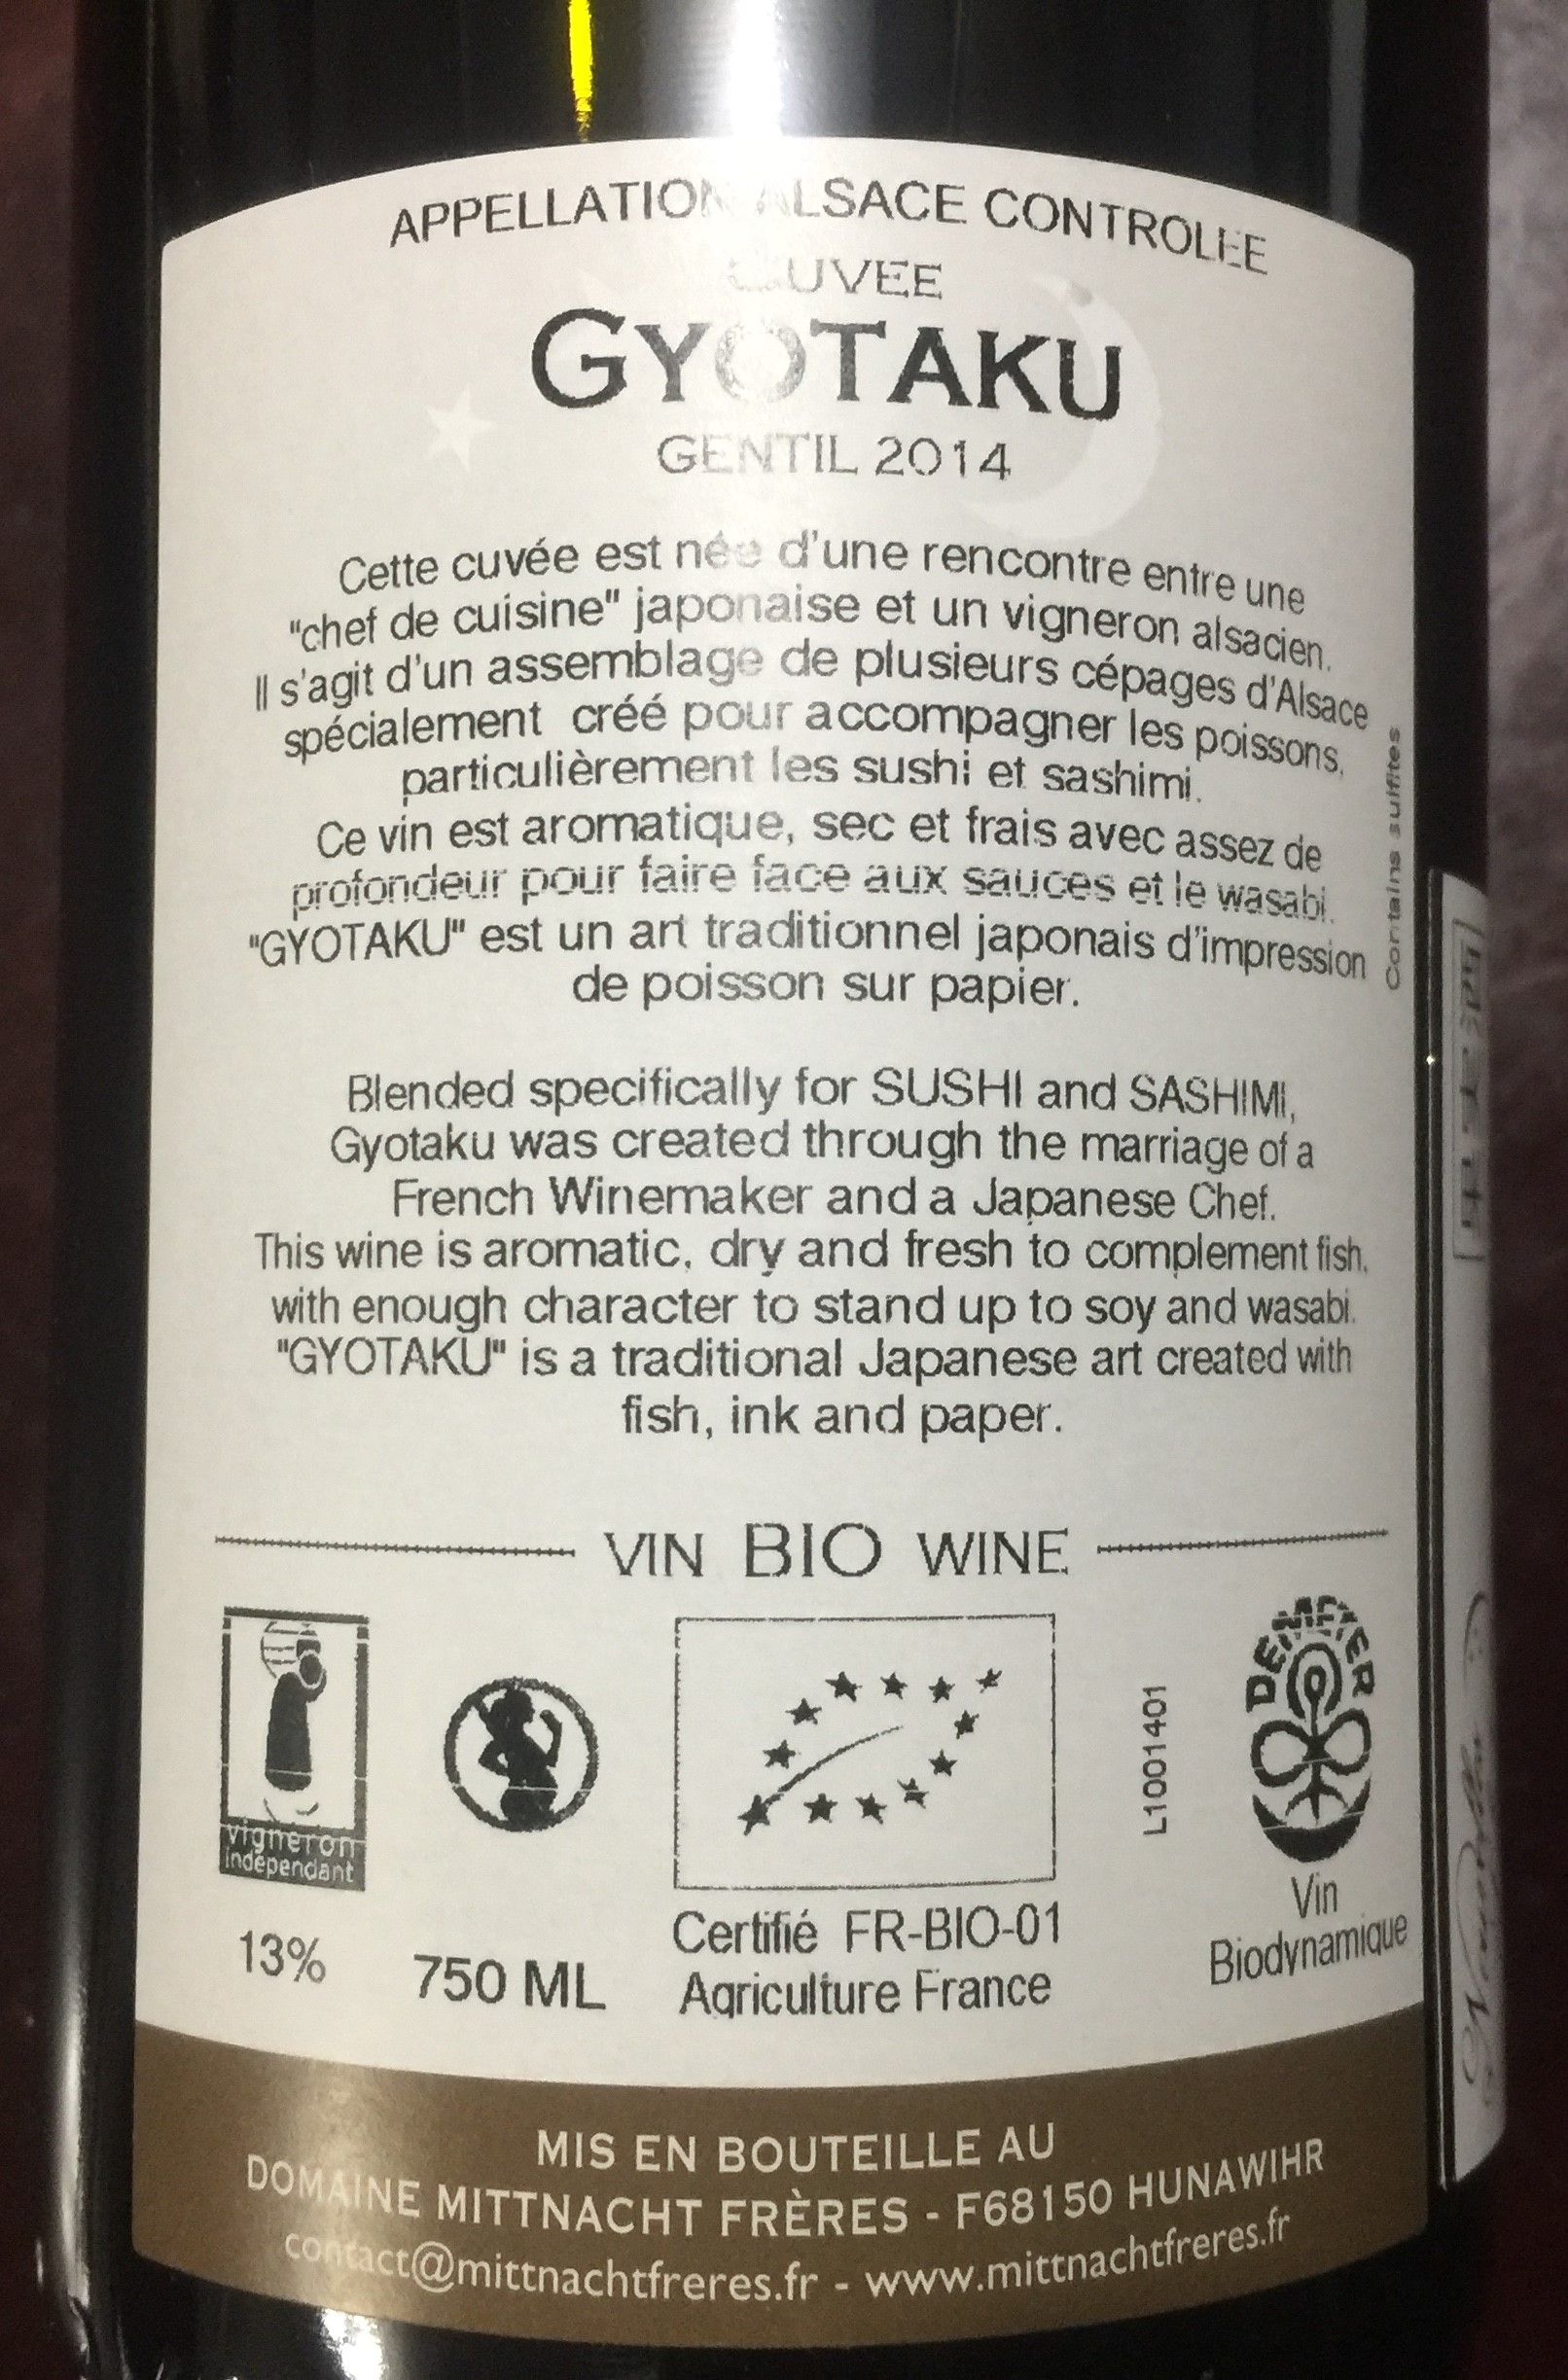 APPELLATION ALSACE CONTROLEE
CUVEE
GYOTAKU
GENTIL 2014
Cette cuvée est née d'une rencontre entre une
"chef de cuisine" japonaise et un vigneron alsacien.
Il s'agit d'un assemblage de plusieurs cépages d'Alsace
spécialement créé pour accompagner les poissons,
particulièrement les sushi et sashimi.
Ce vin est aromatique, sec et frais avec assez de
profondeur pour faire face aux sauces et le wasabi.
"GYOTAKU" est un art traditionnel japonais d'impression
de poisson sur papier.
Contains sulfites
Blended specifically for SUSHI and SASHIMI,
Gyotaku was created through the marriage of a
French Winemaker and a Japanese Chef.
This wine is aromatic, dry and fresh to complement fish,
with enough character to stand up to soy and wasabi.
"GYOTAKU" is a traditional Japanese art created with
fish, ink and paper.
VIN BIO WINE
vigneron
indépendant
DEMETER
L1001401
13%
750 ML
Certifié FR-BIO-01
Agriculture France
Vin
Biodynamique
MIS EN BOUTEILLE AU
DOMAINE MITTNACHT FRÈRES - F68150 HUNAWIHR
contact@mittnachtfreres.fr - www.mittnachtfreres.fr